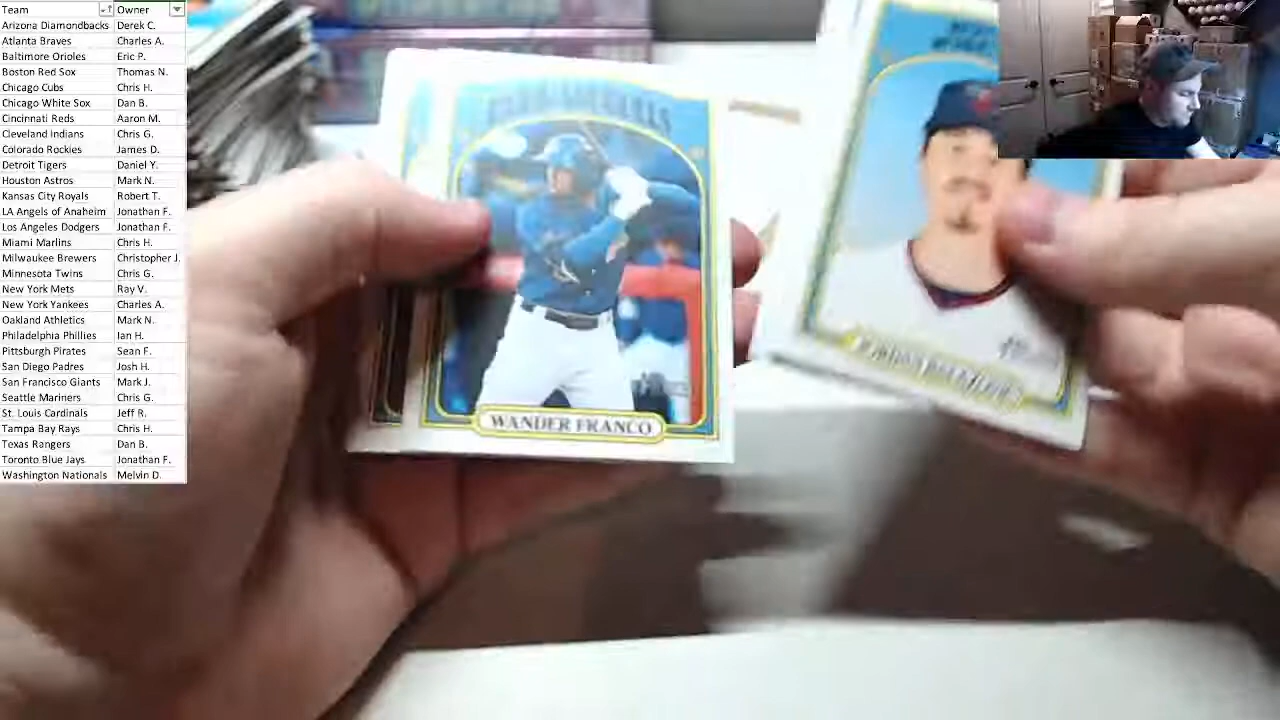 Team Owner
Arizona Diamondbacks Derek C.
Atlanta Braves Charles A.
Baltimore Orioles Eric P.
Boston Red Sox Thomas N.
Chicago Cubs Chris H.
Chicago White Sox Dan B.
Cincinnati Reds Aaron M.
Cleveland Indians Chris G.
Colorado Rockies James D.
Detroit Tigers Daniel Y.
Houston Astros Mark N.
Kansas City Royals Robert T.
LA Angels of Anaheim Jonathan F.
Los Angeles Dodgers Jonathan F.
Miami Marlins Chris H.
Milwaukee Brewers Christopher J.
Minnesota Twins Chris G.
New York Mets Ray V.
New York Yankees Charles A.
Oakland Athletics Mark N.
Philadelphia Phillies Ian H.
Pittsburgh Pirates Sean F.
San Diego Padres Josh H.
San Francisco Giants Mark J.
Seattle Mariners Chris G.
St. Louis Cardinals Jeff R.
Tampa Bay Rays Chris H.
Texas Rangers Dan B.
Toronto Blue Jays Jonathan F.
Washington Nationals Melvin D.
WANDER FRANCO